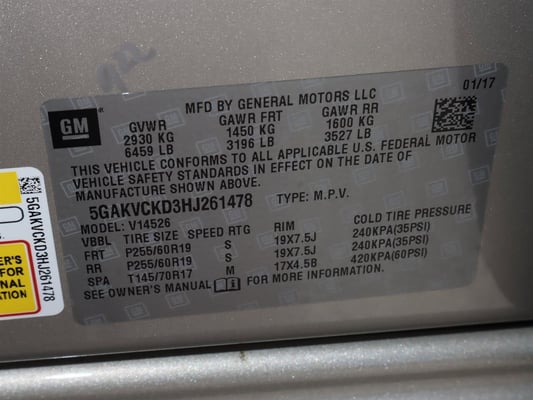 01/17
GM
MFD BY GENERAL MOTORS LLC
GVWR GAWR FRT GAWR RR
2930 KG 1450 KG 1600 KG
6459 LB 3196 LB 3527 LB
THIS VEHICLE CONFORMS TO ALL APPLICABLE U.S. FEDERAL MOTOR
VEHICLE SAFETY STANDARDS IN EFFECT ON THE DATE OF
MANUFACTURE SHOWN ABOVE.
5GAKVCKD3HJ261478 TYPE: M.P.V.
MODEL: V14526
VBBL TIRE SIZE SPEED RTG RIM COLD TIRE PRESSURE
FRT P255/60R19 S 19X7.5J 240KPA(35PSI)
RR P255/60R19 S 19X7.5J 240KPA(35PSI)
SPA T145/70R17 M 17X4.5B 420KPA(60PSI)
SEE OWNER'S MANUAL
5GAKVCKD3HJ261478
ER'S
FOR
NAL
TION